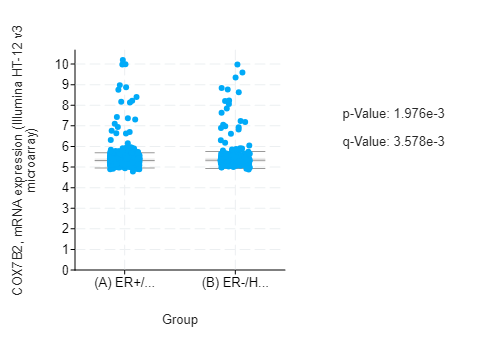 COX7B2, mRNA expression (Illumina HT-12 v3
microarray)
10
9
8
7
6
5
4
3
2
1
0
(A) ER+/...
(B) ER-/H...
Group
p-Value: 1.976e-3
q-Value: 3.578e-3